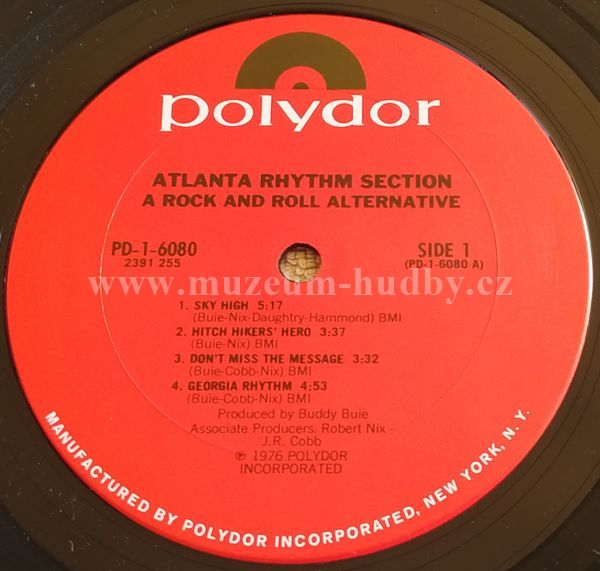 polydor
ATLANTA RHYTHM SECTION
A ROCK AND ROLL ALTERNATIVE
PD-1-6080
2391 255
SIDE 1
(PD-1-6080 A)
www.muzeum-hudby.cz
1. SKY HIGH 5:17
(Buie-Nix-Daughtry-Hammond) BMI
2. HITCH HIKERS' HERO 3:37
(Buie-Nix) BMI
3. DON'T MISS THE MESSAGE 3:32
(Buie-Cobb-Nix) BMI
4. GEORGIA RHYTHM 4:53
(Buie-Cobb-Nix) BMI
Produced by Buddy Buie
Associate Producers: Robert Nix -
J.R. Cobb
℗ 1976 POLYDOR
INCORPORATED
MANUFACTURED BY POLYDOR INCORPORATED, NEW YORK, N. Y.